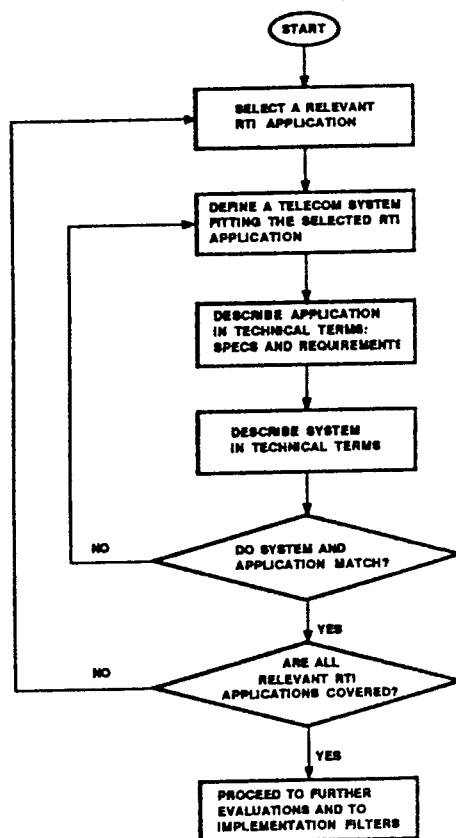 START
SELECT A RELEVANT
RTI APPLICATION
DEFINE A TELECOM SYSTEM
FITTING THE SELECTED RTI
APPLICATION
DESCRIBE APPLICATION
IN TECHNICAL TERMS:
SPECS AND REQUIREMENTS
DESCRIBE SYSTEM
IN TECHNICAL TERMS
NO
DO SYSTEM AND
APPLICATION MATCH?
YES
NO
ARE ALL
RELEVANT RTI
APPLICATIONS COVERED?
YES
PROCEED TO FURTHER
EVALUATIONS AND TO
IMPLEMENTATION FILTERS